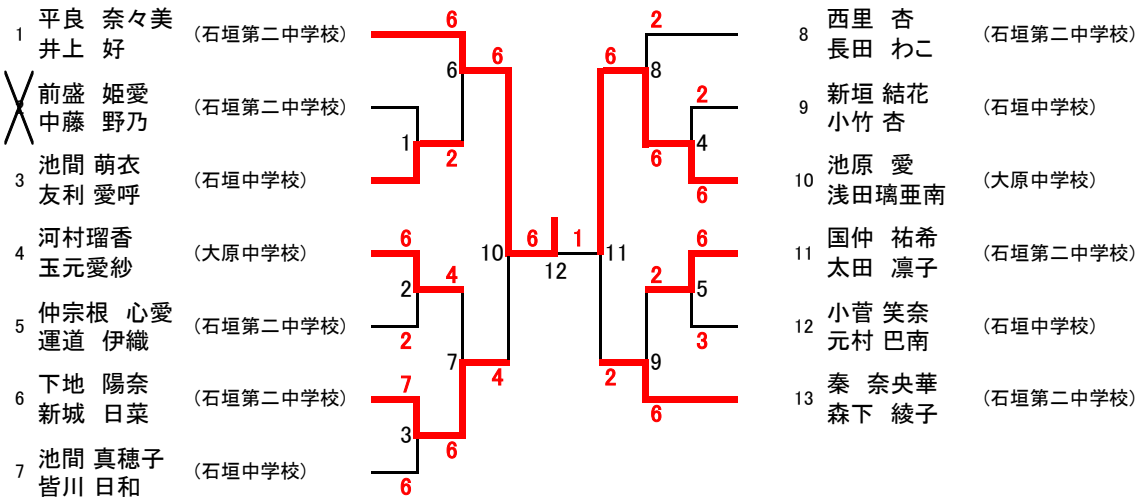 1 平良 奈々美
井上 好
(石垣第二中学校)
前盛 姫愛
中藤 野乃
(石垣第二中学校)
3 池間 萌衣
友利 愛呼
(石垣中学校)
4 河村瑠香
玉元愛紗
(大原中学校)
5 仲宗根 心愛
運道 伊織
(石垣第二中学校)
6 下地 陽奈
新城 日菜
(石垣第二中学校)
7 池間 真穂子
皆川 日和
(石垣中学校)
6
6
1
2
6
2
4
2
7
7
3
6
6
6
10
4
6
12
1
6
11
2
2
8
2
4
6
6
6
2
5
3
9
6
8 西里 杏
長田 わこ
(石垣第二中学校)
9 新垣 結花
小竹 杏
(石垣中学校)
10 池原 愛
浅田璃亜南
(大原中学校)
11 国仲 祐希
太田 凛子
(石垣第二中学校)
12 小菅 笑奈
元村 巴南
(石垣中学校)
13 秦 奈央華
森下 綾子
(石垣第二中学校)